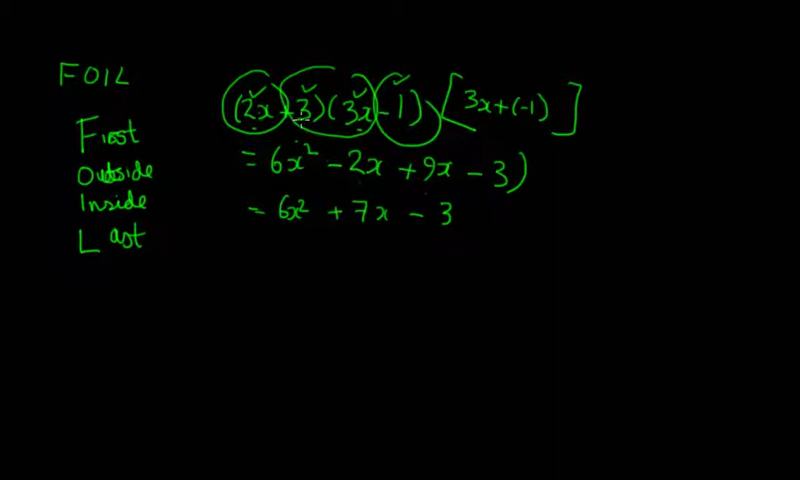 FOIL
(2x + 3)(3x - 1) [3x + (-1)]
First
= 6x² - 2x + 9x - 3)
Outside
Inside
= 6x² + 7x - 3
Last